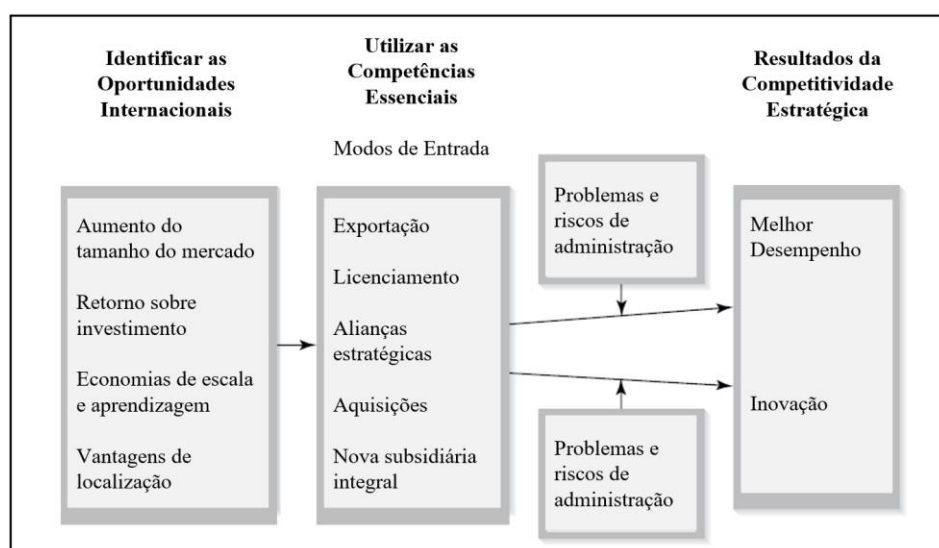 Identificar as
Oportunidades
Internacionais
Utilizar as
Competências
Essenciais
Resultados da
Competitividade
Estratégica
Modos de Entrada
Aumento do
tamanho do mercado
Retorno sobre
investimento
Economias de escala
e aprendizagem
Vantagens de
localização
Exportação
Licenciamento
Alianças
estratégicas
Aquisições
Nova subsidiária
integral
Problemas e
riscos de
administração
Problemas e
riscos de
administração
Melhor
Desempenho
Inovação